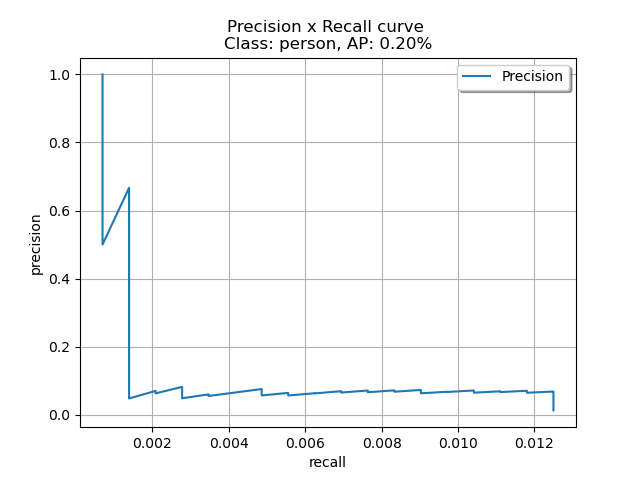 Precision x Recall curve
Class: person, AP: 0.20%
Precision
1.0
0.8
0.6
0.4
0.2
0.0
precision
0.002 0.004 0.006 0.008 0.010 0.012
recall